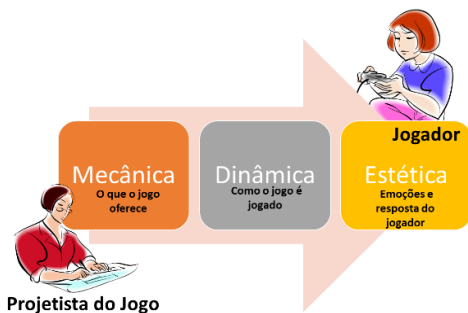 Jogador
Mecânica
O que o jogo
oferece
Dinâmica
Como o jogo é
jogado
Estética
Emoções e
resposta do
jogador
Projetista do Jogo